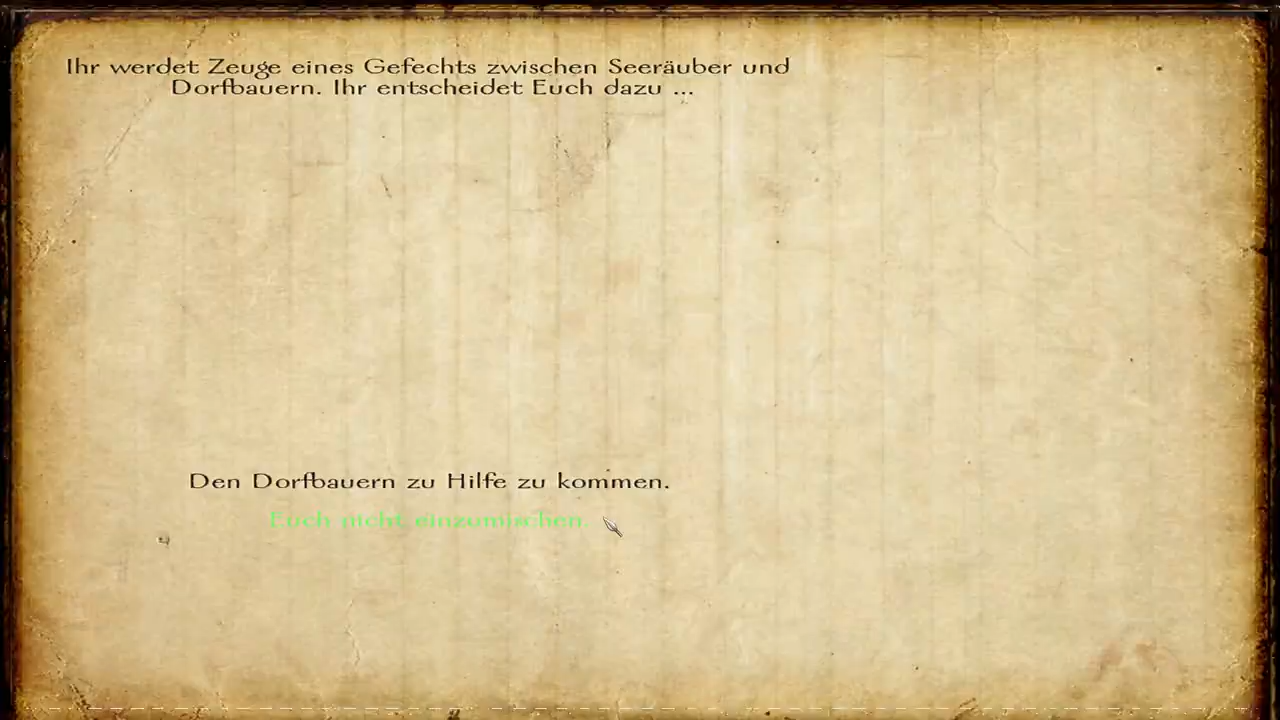 Ihr werdet Zeuge eines Gefechts zwischen Seeräuber und
Dorfbauern. Ihr entscheidet Euch dazu ...
Den Dorfbauern zu Hilfe zu kommen.
Euch nicht einzumischen.